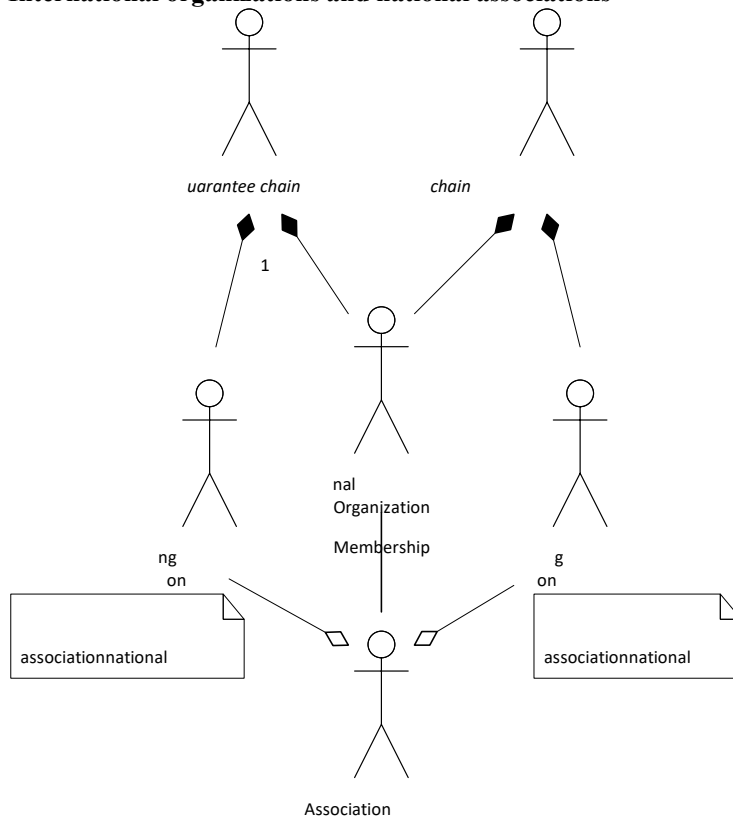 International organizations and national associations
uarantee chain
chain
1
nal
Organization
Membership
ng
on
g
on
associationnational
associationnational
Association